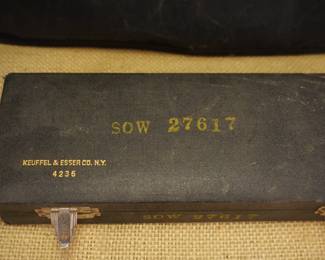 SOW 27617
KEUFFEL & ESSER CO. N.Y.
4236
SOW 27617